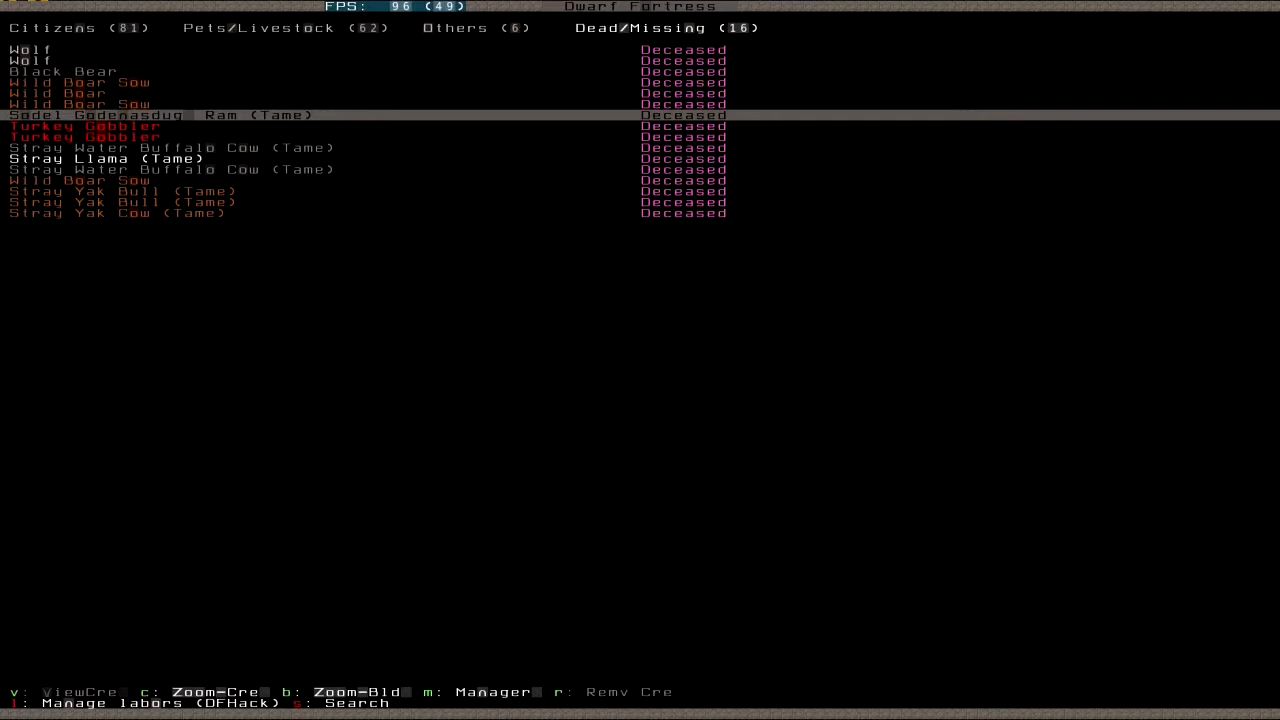 FPS: 96 (49) Dwarf Fortress
Citizens (81) Pets/Livestock (62) Others (6) Dead/Missing (16)
Wolf Deceased
Wolf Deceased
Black Bear Deceased
Wild Boar Sow Deceased
Wild Boar Deceased
Wild Boar Sow Deceased
Sodel Godenasdug Ram (Tame) Deceased
Turkey Gobbler Deceased
Turkey Gobbler Deceased
Stray Water Buffalo Cow (Tame) Deceased
Stray Llama (Tame) Deceased
Stray Water Buffalo Cow (Tame) Deceased
Wild Boar Sow Deceased
Stray Yak Bull (Tame) Deceased
Stray Yak Bull (Tame) Deceased
Stray Yak Cow (Tame) Deceased
v: ViewCre c: Zoom-Cre b: Zoom-Bld m: Manager r: Remv Cre
l: Manage labors (DFHack) s: Search